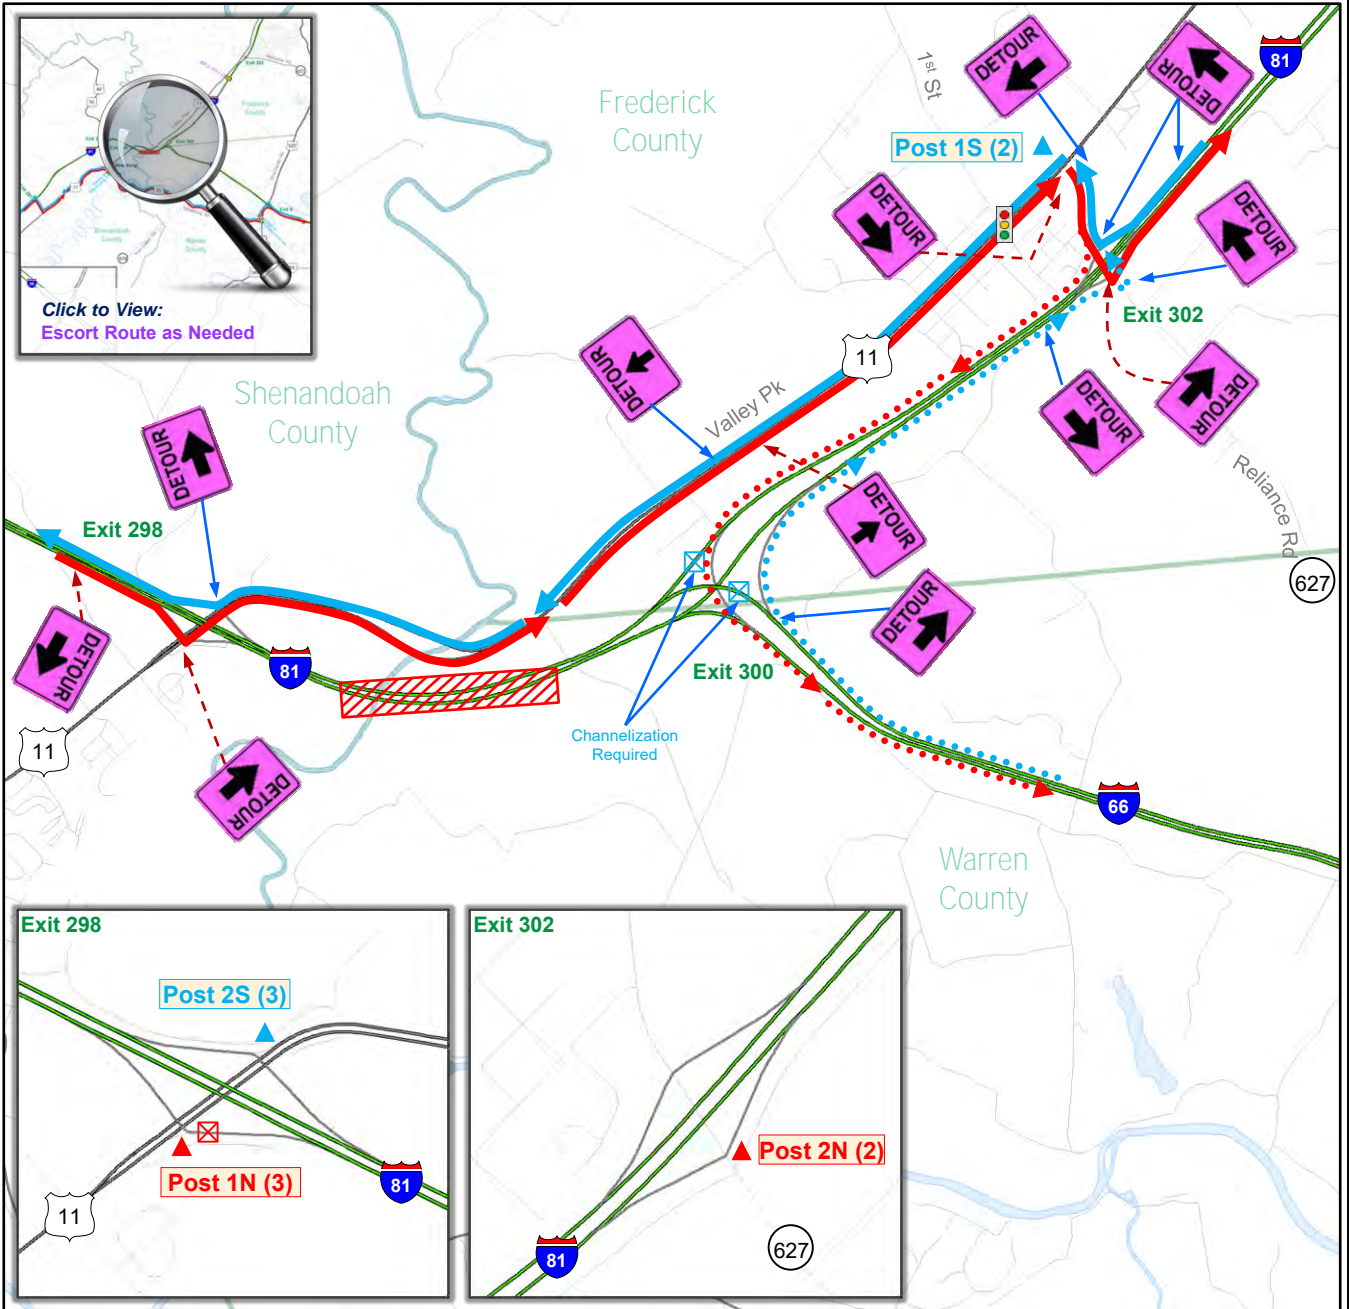 Click to View:
Escort Route as Needed
Frederick
County
1st St
DETOUR
DETOUR
81
Post 1S (2)
DETOUR
DETOUR
Exit 302
11
DETOUR
Valley Pk
Shenandoah
County
DETOUR
DETOUR
DETOUR
Reliance Rd
627
Exit 298
DETOUR
DETOUR
DETOUR
81
Exit 300
11
Channelization
Required
DETOUR
66
Warren
County
Exit 298
Post 2S (3)
Post 1N (3)
81
11
Exit 302
Post 2N (2)
81
627